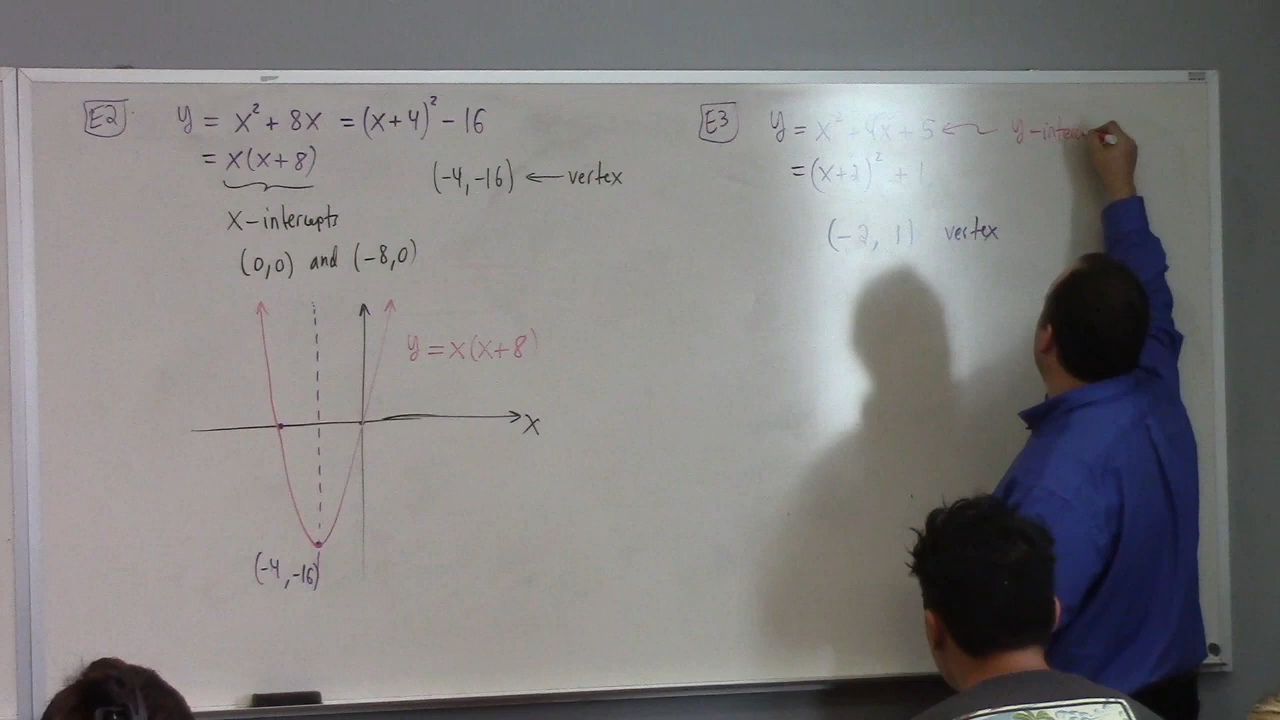 E2 y = x² + 8x = (x+4)² - 16
= x(x+8)
(-4, -16) ← vertex
x-intercepts
(0,0) and (-8,0)
y = x(x+8)
x
(-4, -16)
E3 y = x² + 4x + 5 ← y-interc
= (x+2)² + 1
(-2, 1) vertex